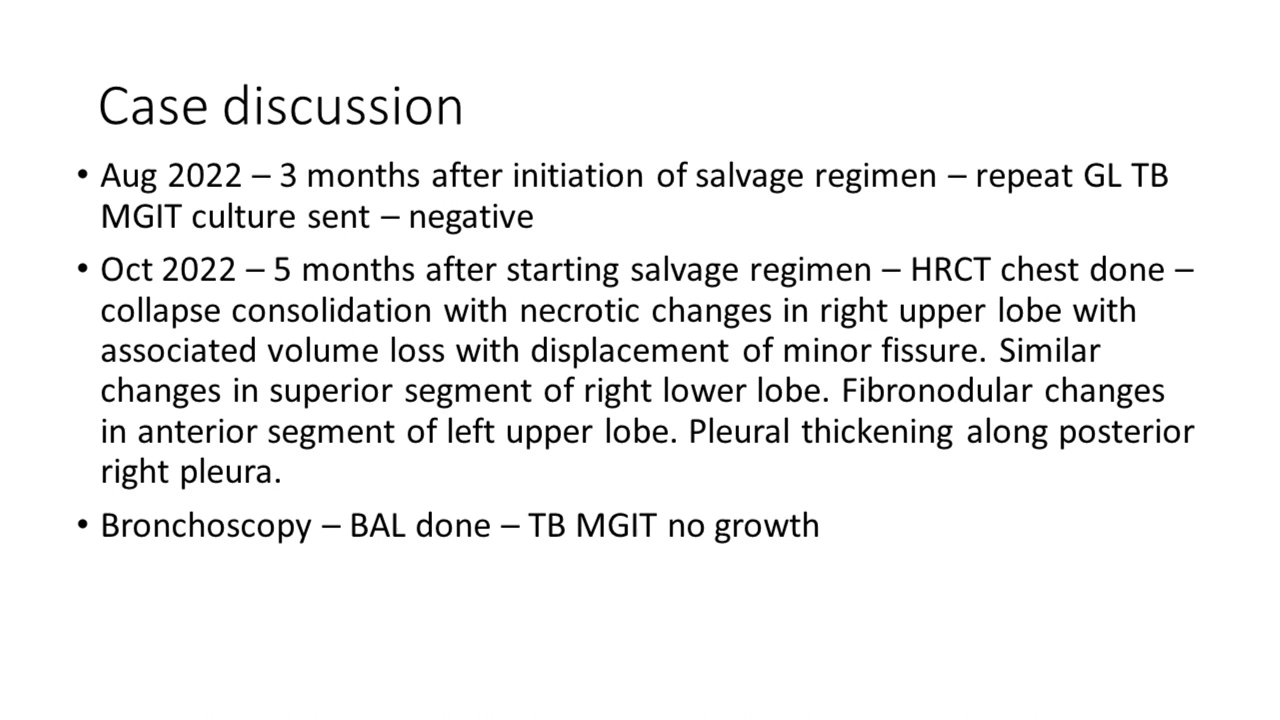 Case discussion
• Aug 2022 – 3 months after initiation of salvage regimen – repeat GL TB
MGIT culture sent – negative
• Oct 2022 – 5 months after starting salvage regimen – HRCT chest done –
collapse consolidation with necrotic changes in right upper lobe with
associated volume loss with displacement of minor fissure. Similar
changes in superior segment of right lower lobe. Fibronodular changes
in anterior segment of left upper lobe. Pleural thickening along posterior
right pleura.
• Bronchoscopy – BAL done – TB MGIT no growth